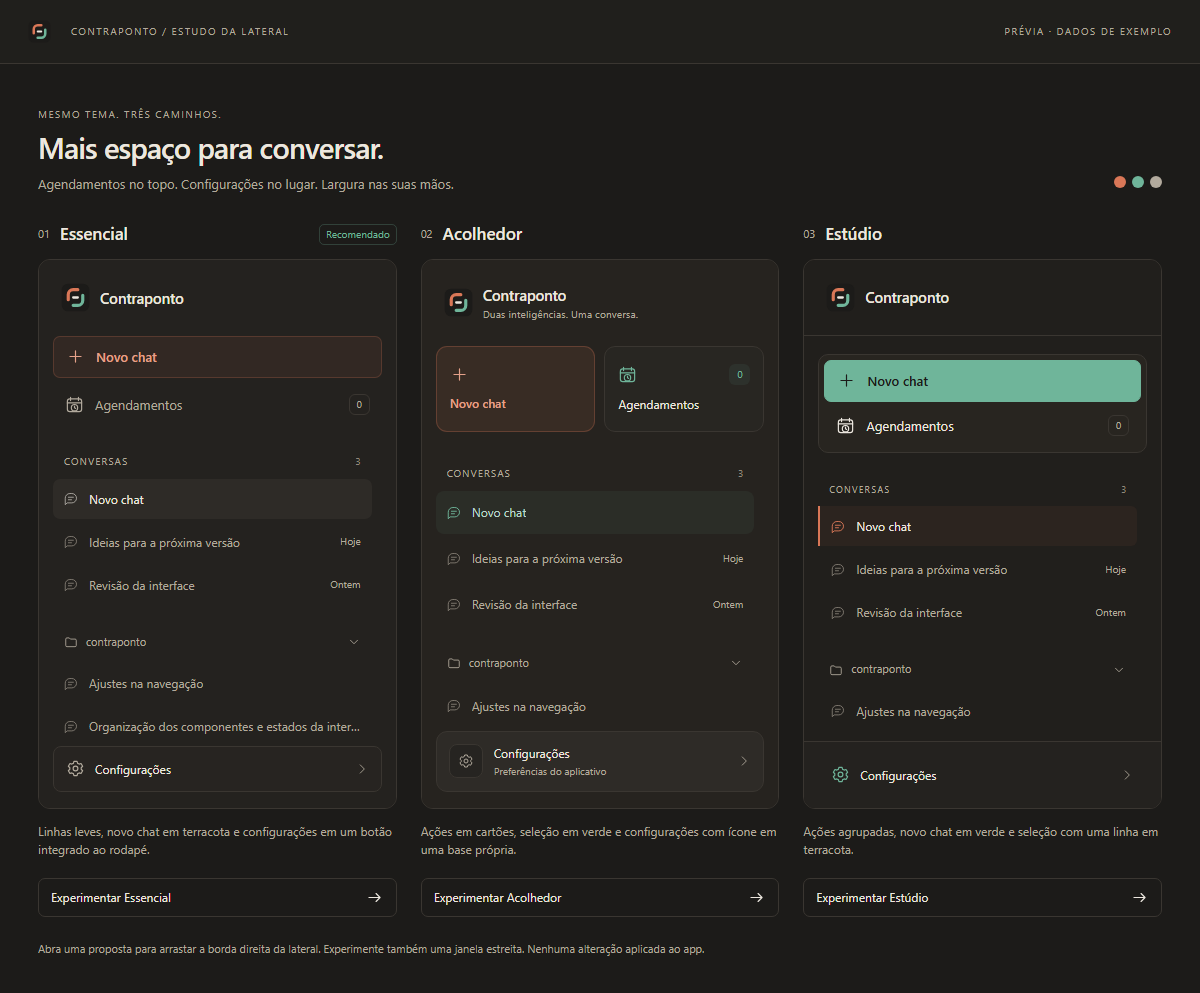 CONTRAPONTO / ESTUDO DA LATERAL
PRÉVIA · DADOS DE EXEMPLO
MESMO TEMA. TRÊS CAMINHOS.
Mais espaço para conversar.
Agendamentos no topo. Configurações no lugar. Largura nas suas mãos.
01 Essencial
Recomendado
Contraponto
Novo chat
Agendamentos
0
CONVERSAS
3
Novo chat
Ideias para a próxima versão
Hoje
Revisão da interface
Ontem
contraponto
Ajustes na navegação
Organização dos componentes e estados da inter...
Configurações
Linhas leves, novo chat em terracota e configurações em um botão
integrado ao rodapé.
Experimentar Essencial
02 Acolhedor
Contraponto
Duas inteligências. Uma conversa.
Novo chat
0
Agendamentos
CONVERSAS
3
Novo chat
Ideias para a próxima versão
Hoje
Revisão da interface
Ontem
contraponto
Ajustes na navegação
Configurações
Preferências do aplicativo
Ações em cartões, seleção em verde e configurações com ícone em
uma base própria.
Experimentar Acolhedor
03 Estúdio
Contraponto
Novo chat
Agendamentos
0
CONVERSAS
3
Novo chat
Ideias para a próxima versão
Hoje
Revisão da interface
Ontem
contraponto
Ajustes na navegação
Configurações
Ações agrupadas, novo chat em verde e seleção com uma linha em
terracota.
Experimentar Estúdio
Abra uma proposta para arrastar a borda direita da lateral. Experimente também uma janela estreita. Nenhuma alteração aplicada ao app.